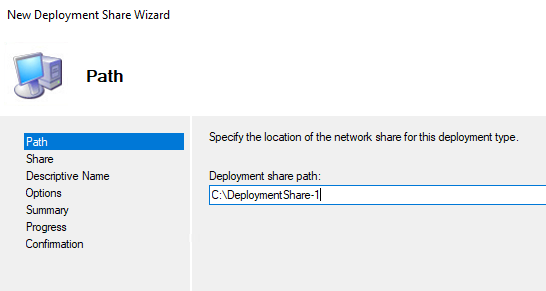 New Deployment Share Wizard
Path
Path
Share
Descriptive Name
Options
Summary
Progress
Confirmation
Specify the location of the network share for this deployment type.
Deployment share path:
C:\DeploymentShare-1